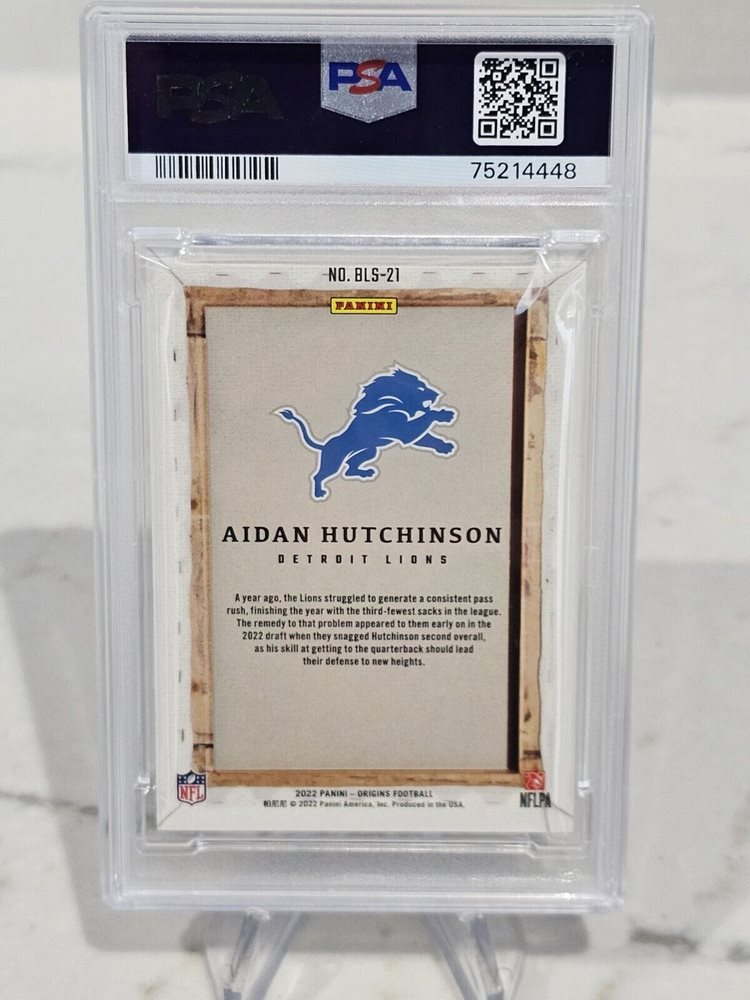 PSA
PSA
75214448
NO. BLS-21
PANINI
AIDAN HUTCHINSON
DETROIT LIONS
A year ago, the Lions struggled to generate a consistent pass
rush, finishing the year with the third-fewest sacks in the league.
The remedy to that problem appeared to them early on in the
2022 draft when they snagged Hutchinson second overall,
as his skill at getting to the quarterback should lead
their defense to new heights.
NFL
2022 PANINI – ORIGINS FOOTBALL
帕尼尼 © 2022 Panini America, Inc. Produced in the USA.
NFLPA